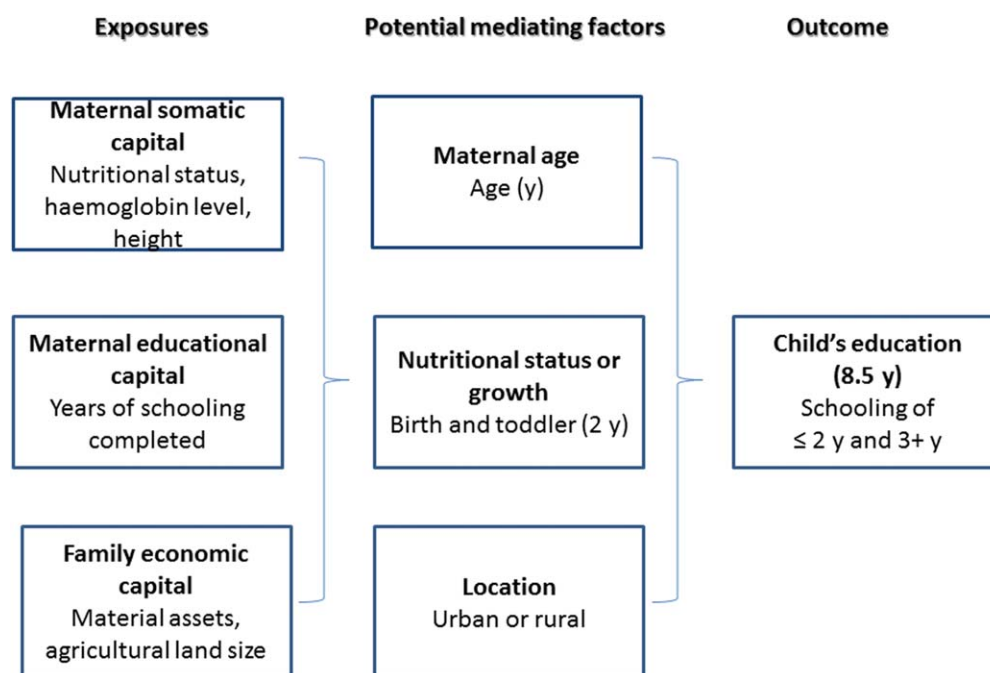 Exposures
Potential mediating factors
Outcome
Maternal somatic
capital
Nutritional status,
haemoglobin level,
height
Maternal educational
capital
Years of schooling
completed
Family economic
capital
Material assets,
agricultural land size
Maternal age
Age (y)
Nutritional status or
growth
Birth and toddler (2 y)
Location
Urban or rural
Child’s education
(8.5 y)
Schooling of
≤ 2 y and 3+ y